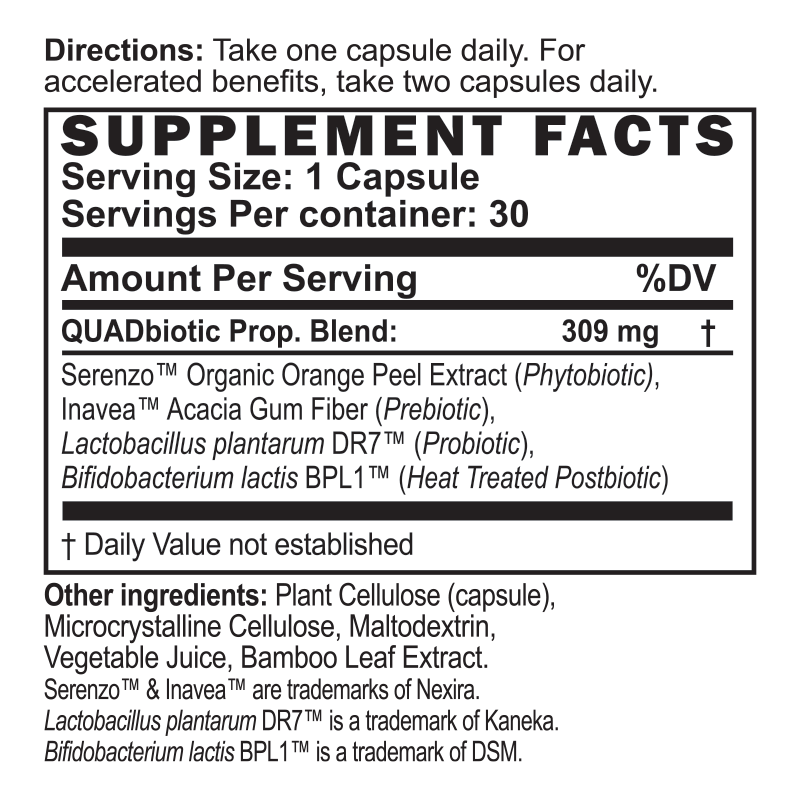 Directions: Take one capsule daily. For
accelerated benefits, take two capsules daily.
SUPPLEMENT FACTS
Serving Size: 1 Capsule
Servings Per container: 30
Amount Per Serving %DV
QUADbiotic Prop. Blend: 309 mg †
Serenzo™ Organic Orange Peel Extract (Phytobiotic),
Inavea™ Acacia Gum Fiber (Prebiotic),
Lactobacillus plantarum DR7™ (Probiotic),
Bifidobacterium lactis BPL1™ (Heat Treated Postbiotic)
† Daily Value not established
Other ingredients: Plant Cellulose (capsule),
Microcrystalline Cellulose, Maltodextrin,
Vegetable Juice, Bamboo Leaf Extract.
Serenzo™ & Inavea™ are trademarks of Nexira.
Lactobacillus plantarum DR7™ is a trademark of Kaneka.
Bifidobacterium lactis BPL1™ is a trademark of DSM.